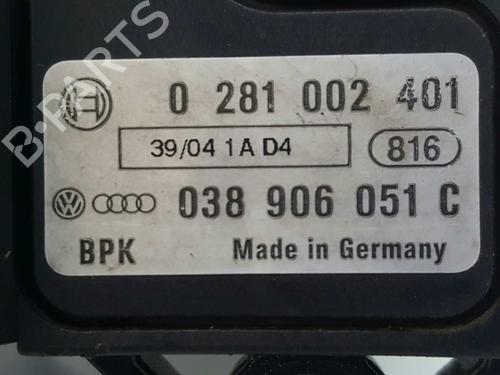 0 281 002 401
39/04 1A D4 816
038 906 051 C
BPK Made in Germany
B-PARTS